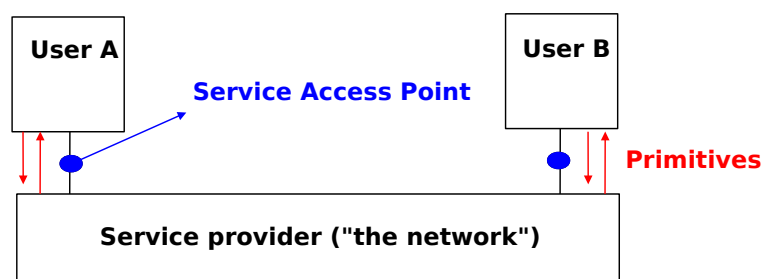 User A
User B
Service Access Point
Primitives
Service provider ("the network")